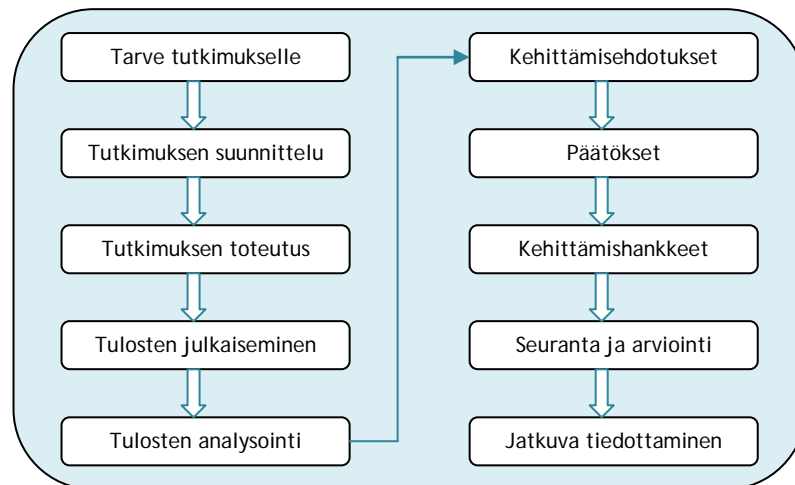 Tarve tutkimukselle
Tutkimuksen suunnittelu
Tutkimuksen toteutus
Tulosten julkaiseminen
Tulosten analysointi
Kehittämisehdotukset
Päätökset
Kehittämishankkeet
Seuranta ja arviointi
Jatkuva tiedottaminen